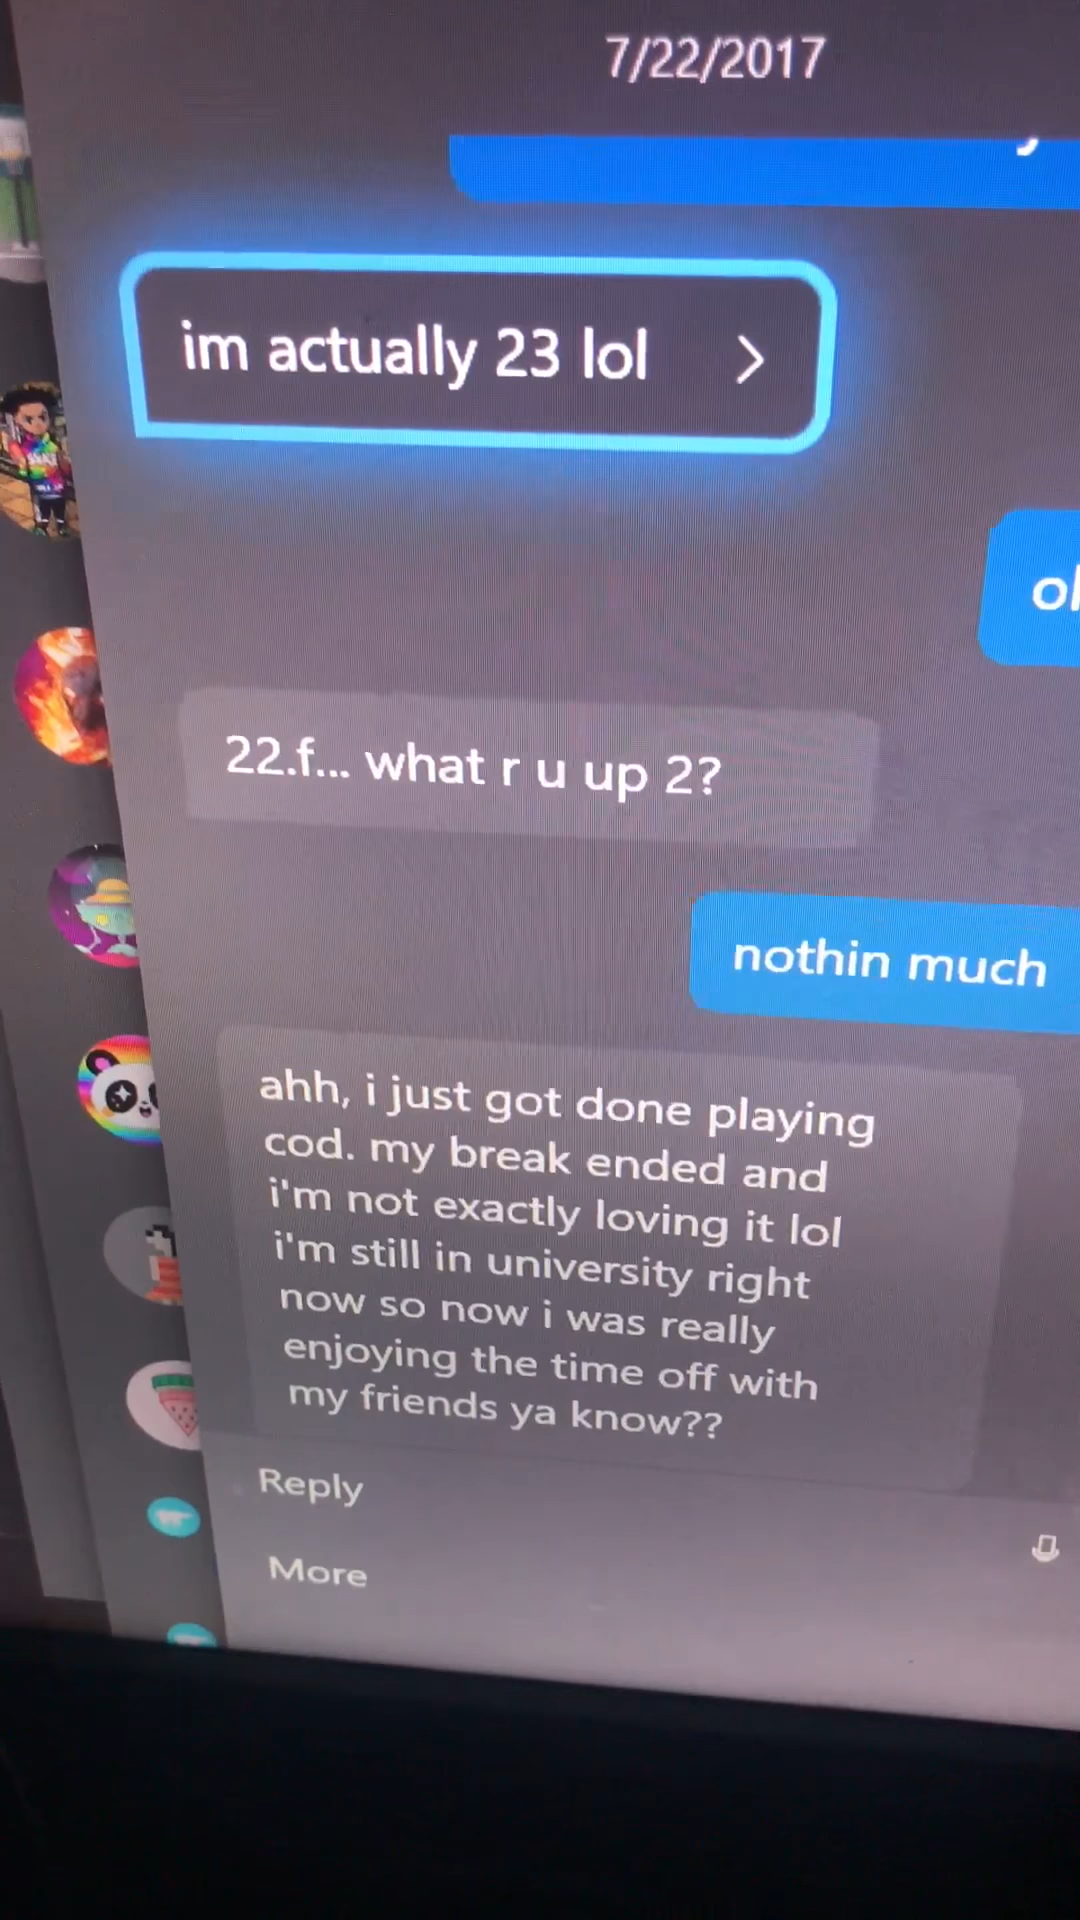 7/22/2017
im actually 23 lol
22.f... what r u up 2?
nothin much
ahh, i just got done playing
cod. my break ended and
i'm not exactly loving it lol
i'm still in university right
now so now i was really
enjoying the time off with
my friends ya know??
Reply
More